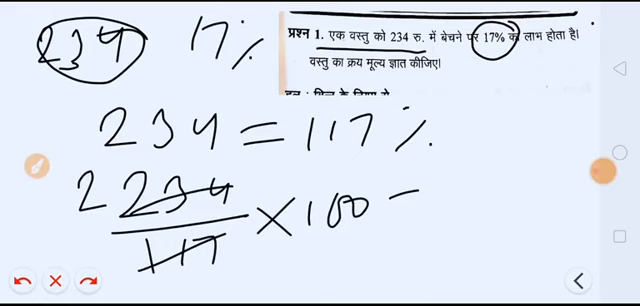 234 17%
प्रश्न 1. एक वस्तु को 234 रु. में बेचने पर 17% का लाभ होता है।
वस्तु का क्रय मूल्य ज्ञात कीजिए।
234 = 117%
2 234/117 × 100 =